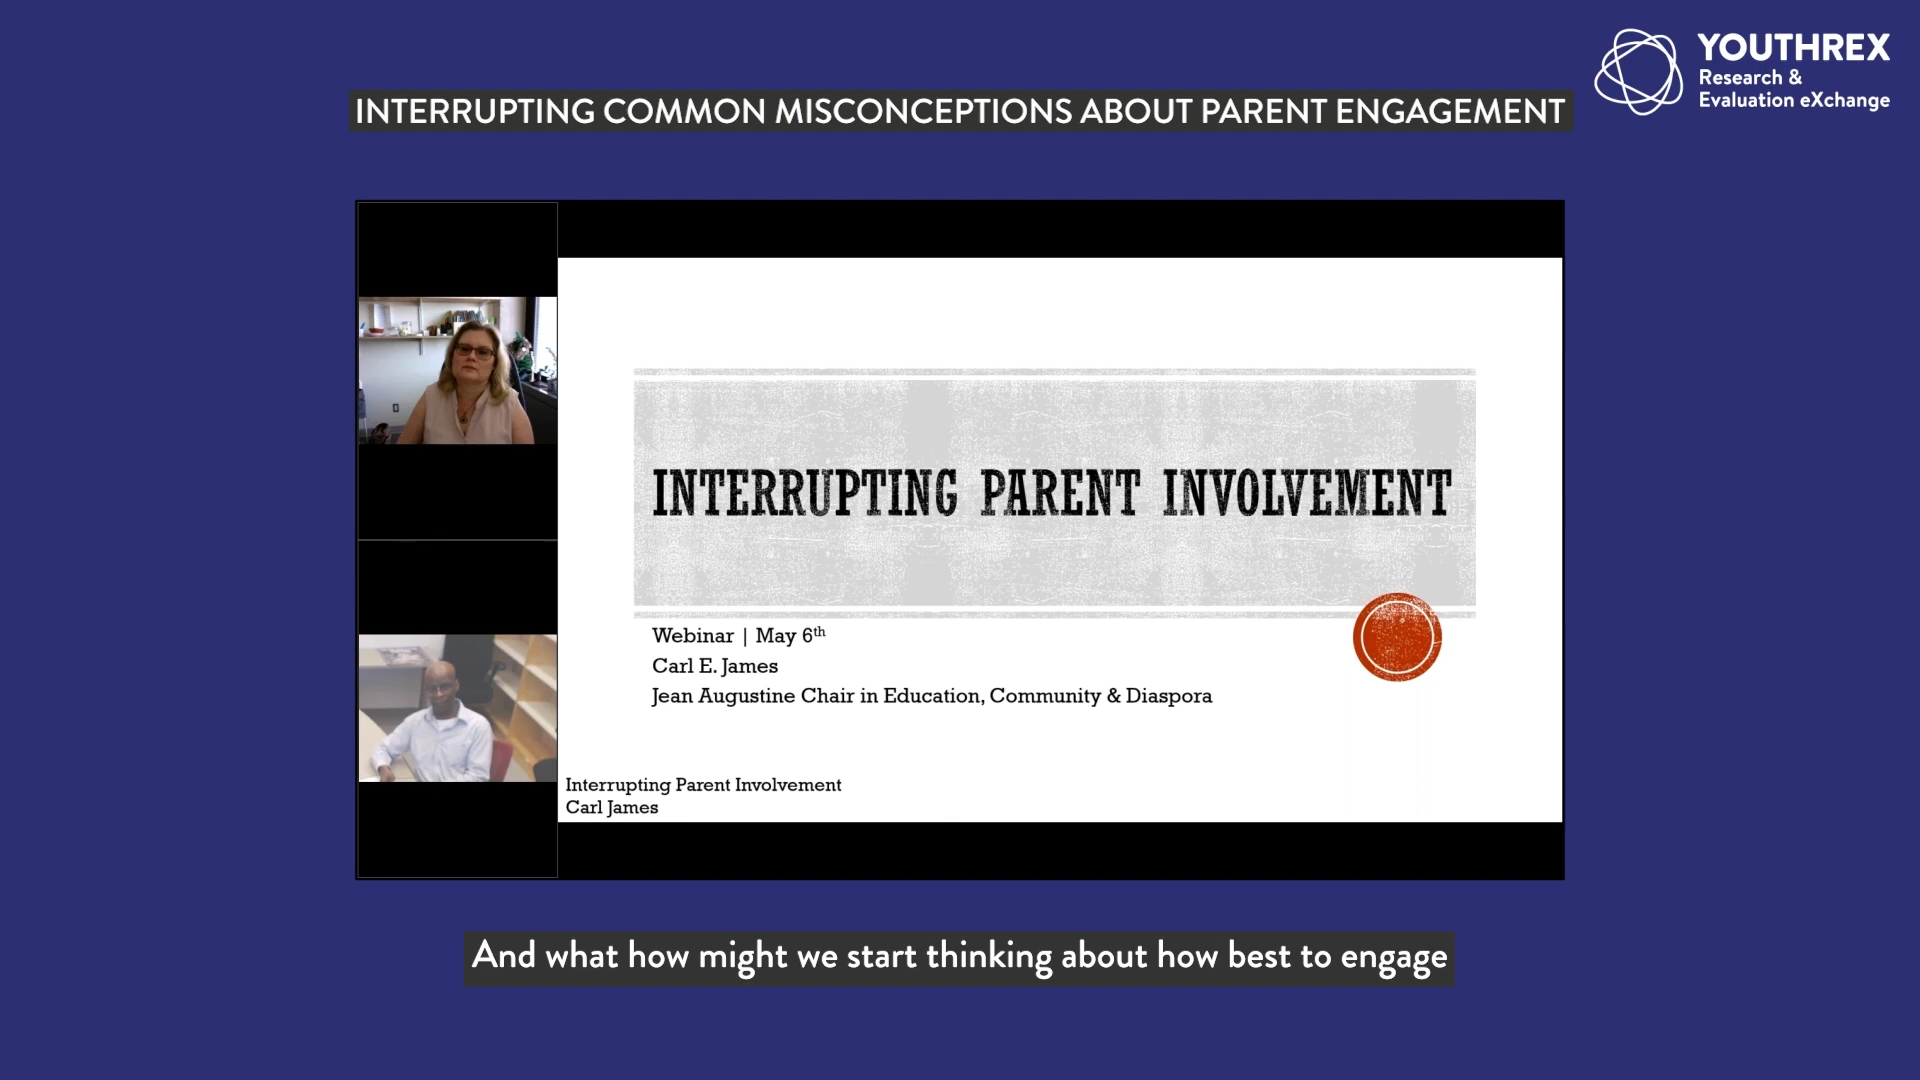 YOUTHREX
Research &
Evaluation eXchange
INTERRUPTING COMMON MISCONCEPTIONS ABOUT PARENT ENGAGEMENT
INTERRUPTING PARENT INVOLVEMENT
Webinar | May 6th
Carl E. James
Jean Augustine Chair in Education, Community & Diaspora
Interrupting Parent Involvement
Carl James
And what how might we start thinking about how best to engage